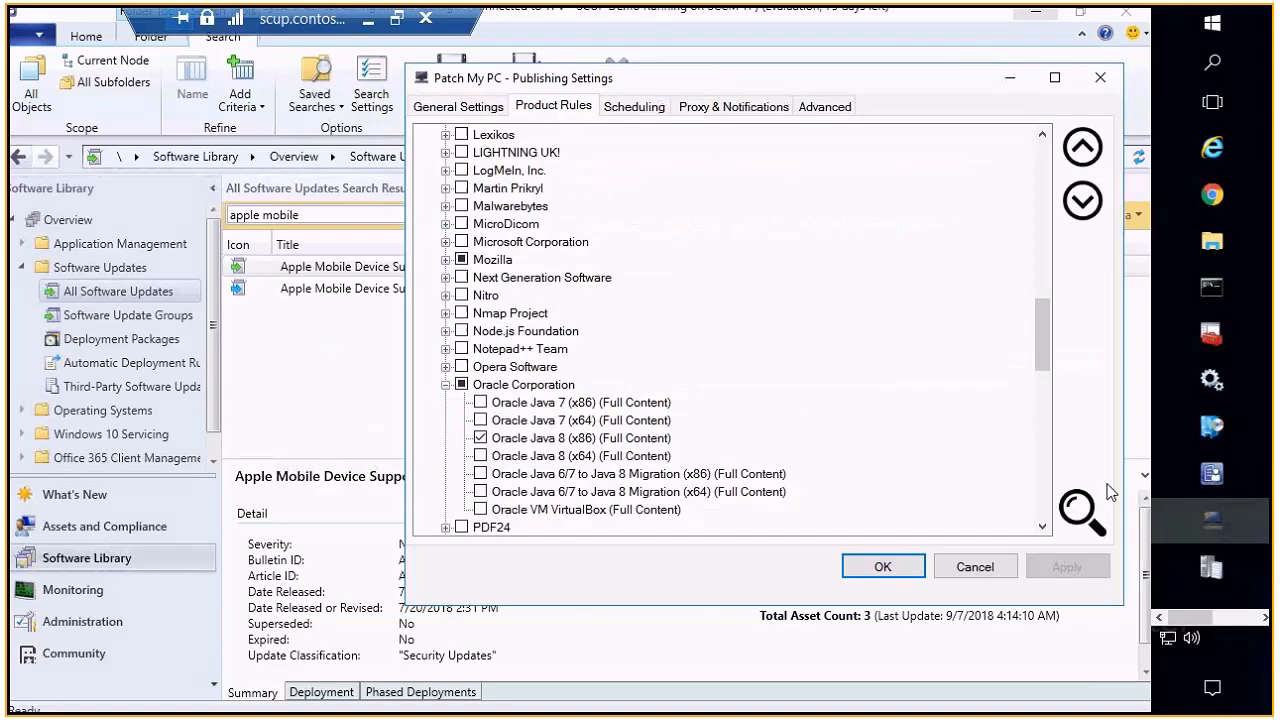 scup.contos...
Home
Folder
Search
All Objects
Current Node
All Subfolders
Scope
Name
Add Criteria
Refine
Saved Searches
Search Settings
Options
\ Software Library Overview Software U
Software Library
Overview
Application Management
Software Updates
All Software Updates
Software Update Groups
Deployment Packages
Automatic Deployment Ru
Third-Party Software Upda
Operating Systems
Windows 10 Servicing
Office 365 Client Manageme
What's New
Assets and Compliance
Software Library
Monitoring
Administration
Community
All Software Updates Search Resu
apple mobile
Icon Title
Apple Mobile Device Su
Apple Mobile Device Su
Apple Mobile Device Suppo
Detail
Severity:
Bulletin ID:
Article ID:
Date Released: 7
Date Released or Revised: 7/20/2018 2:31 PM
Superseded: No
Expired: No
Update Classification: "Security Updates"
Total Asset Count: 3 (Last Update: 9/7/2018 4:14:10 AM)
Summary Deployment Phased Deployments
Ready
Patch My PC - Publishing Settings
General Settings Product Rules Scheduling Proxy & Notifications Advanced
Lexikos
LIGHTNING UK!
LogMeIn, Inc.
Martin Prikryl
Malwarebytes
MicroDicom
Microsoft Corporation
Mozilla
Next Generation Software
Nitro
Nmap Project
Node.js Foundation
Notepad++ Team
Opera Software
Oracle Corporation
Oracle Java 7 (x86) (Full Content)
Oracle Java 7 (x64) (Full Content)
Oracle Java 8 (x86) (Full Content)
Oracle Java 8 (x64) (Full Content)
Oracle Java 6/7 to Java 8 Migration (x86) (Full Content)
Oracle Java 6/7 to Java 8 Migration (x64) (Full Content)
Oracle VM VirtualBox (Full Content)
PDF24
OK Cancel Apply